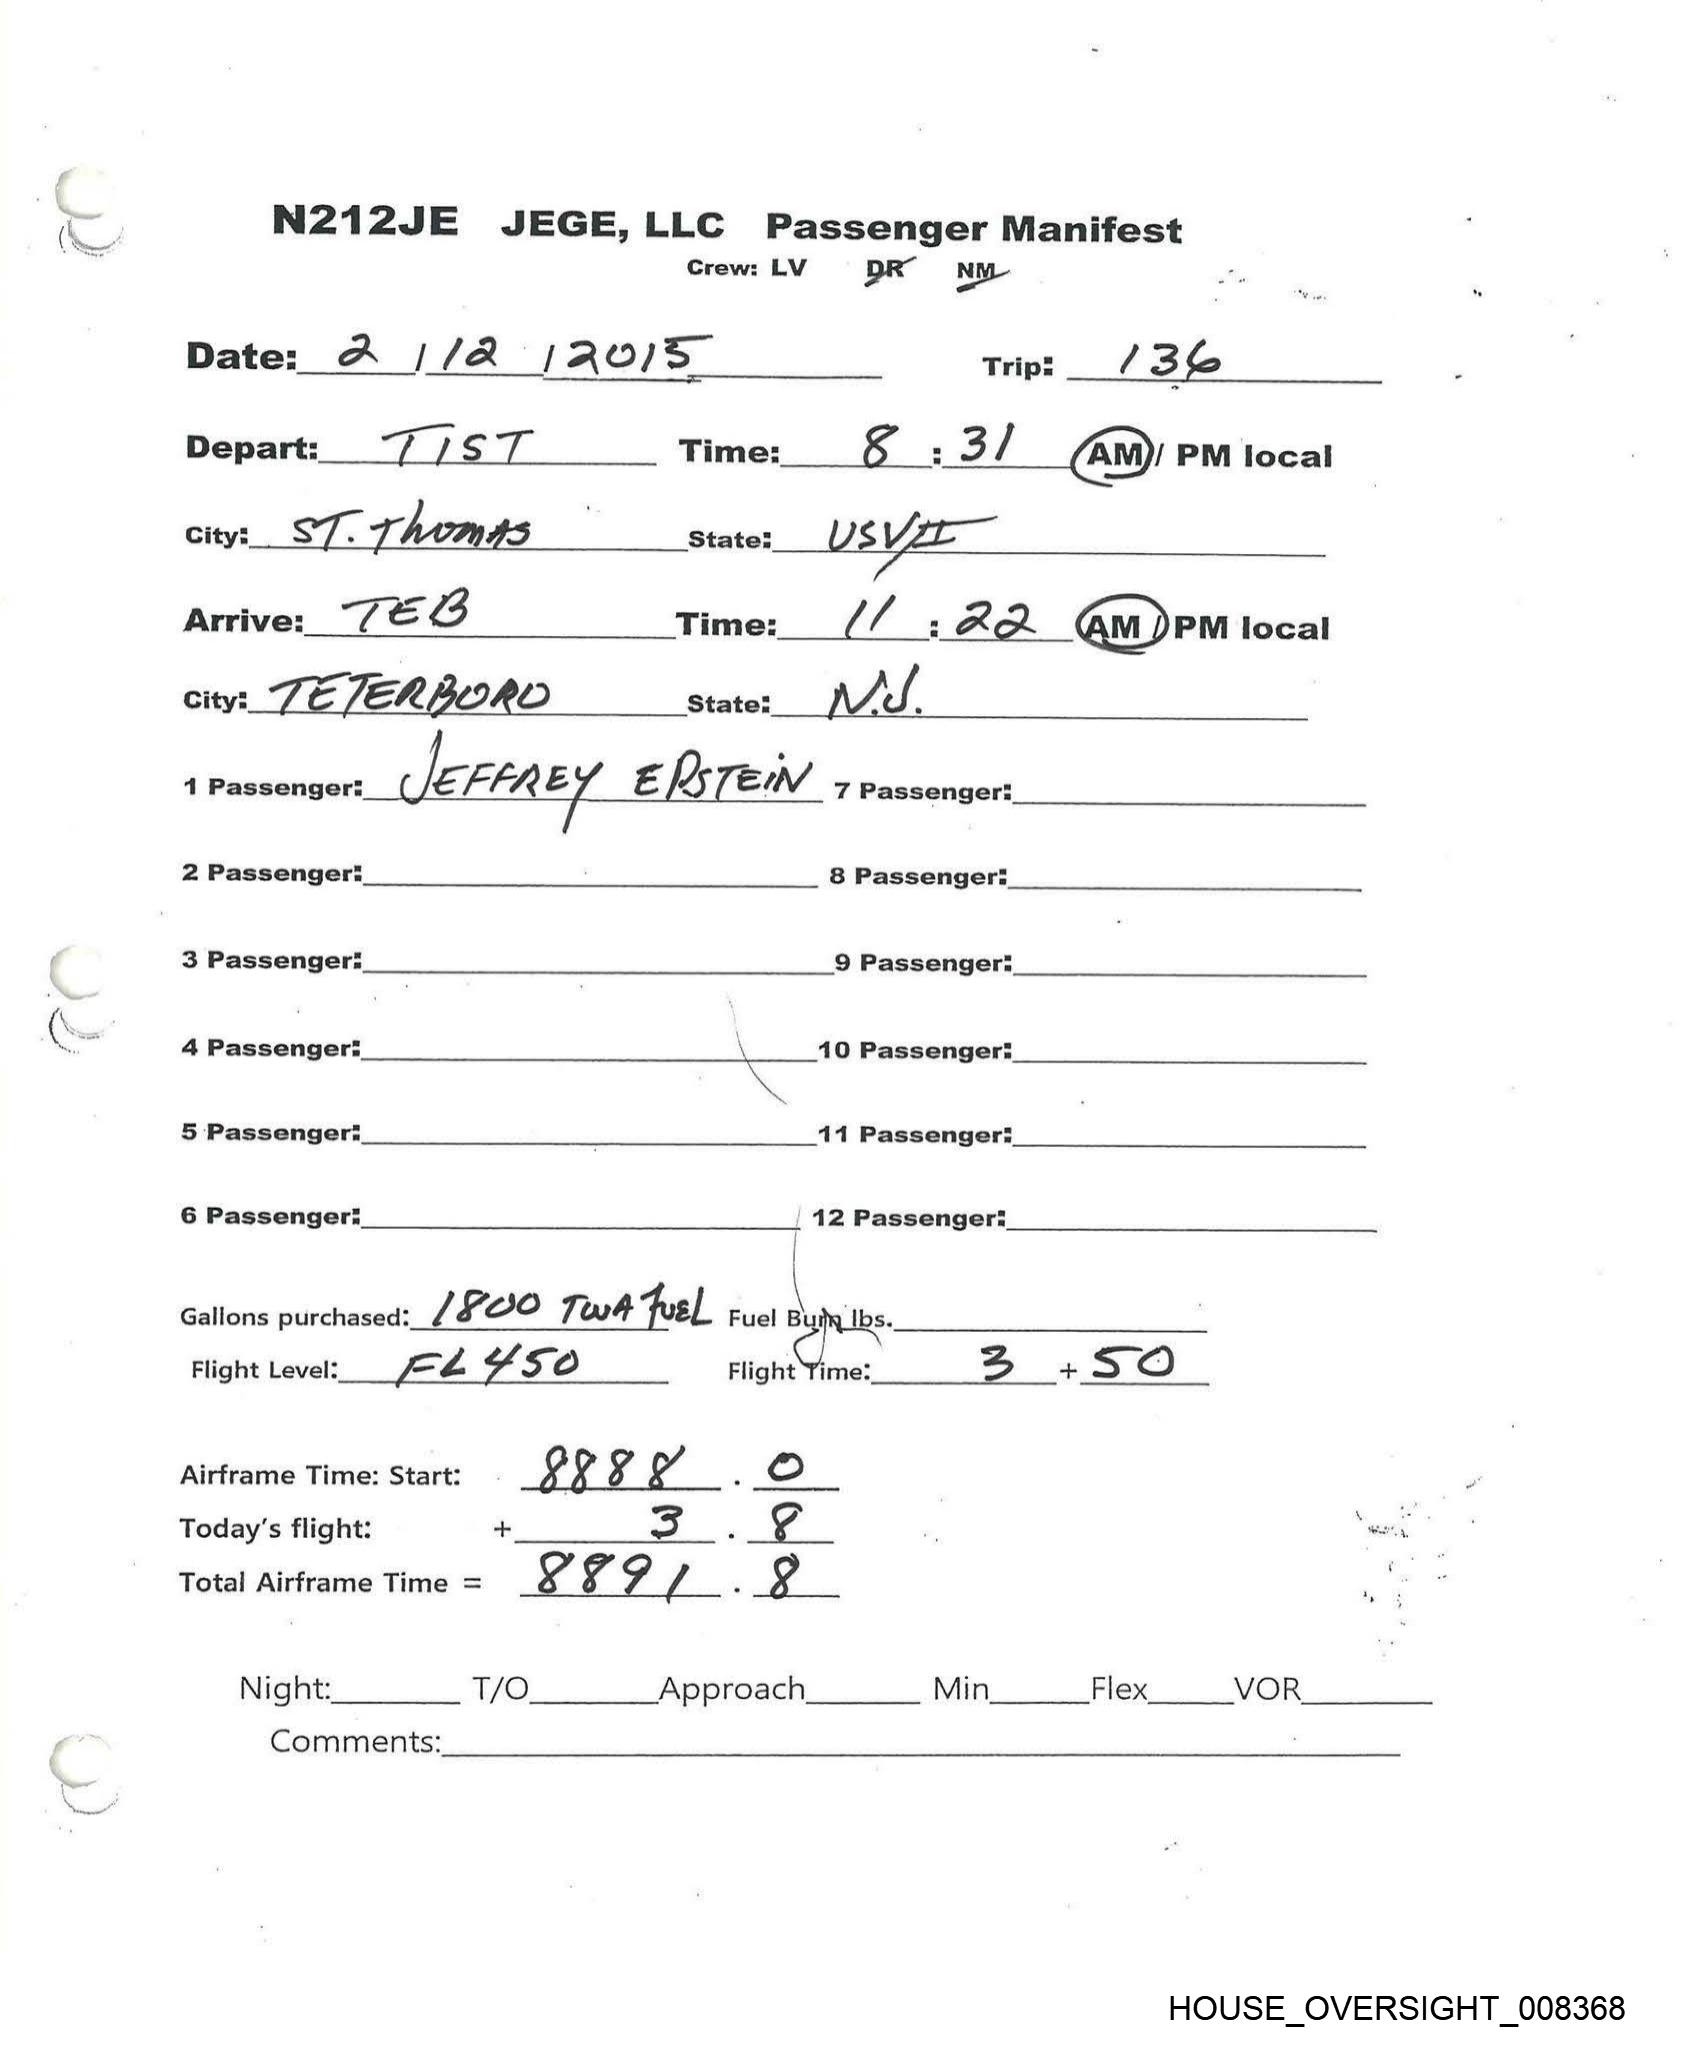 N212JE JEGE, LLC Passenger Manifest
Crew: LV DR NM
Date: 2 / 12 / 2015 Trip: 136
Depart: TIST Time: 8 : 31 AM / PM local
City: ST. Thomas State: USVI
Arrive: TEB Time: 11 : 22 AM / PM local
City: TETERBORO State: N.J.
1 Passenger: JEFFREY EPSTEIN 7 Passenger:
2 Passenger: 8 Passenger:
3 Passenger: 9 Passenger:
4 Passenger: 10 Passenger:
5 Passenger: 11 Passenger:
6 Passenger: 12 Passenger:
Gallons purchased: 1800 TWA FUEL Fuel Burn lbs.
Flight Level: FL450 Flight Time: 3 + 50
Airframe Time: Start: 8888 . 0
Today's flight: + 3 . 8
Total Airframe Time = 8891 . 8
Night: T/O Approach Min Flex VOR
Comments:
HOUSE_OVERSIGHT_008368